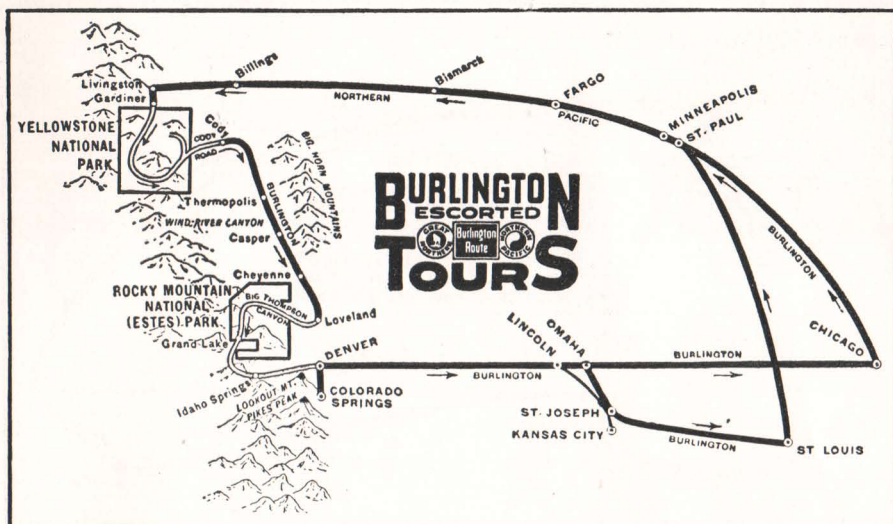 Livingston
Gardiner
Billings
Bismarck
NORTHERN
FARGO
PACIFIC
MINNEAPOLIS
ST. PAUL
YELLOWSTONE
NATIONAL
PARK
Cody
CODY
ROAD
BIG HORN MOUNTAINS
Thermopolis
BURLINGTON
WIND RIVER CANYON
Casper
Cheyenne
BURLINGTON
ESCORTED
GREAT NORTHERN
Burlington
Route
NORTHERN PACIFIC
TOURS
BURLINGTON
ROCKY MOUNTAIN
NATIONAL
(ESTES) PARK
BIG THOMPSON
CANYON
Loveland
Grand Lake
DENVER
LINCOLN
OMAHA
BURLINGTON
CHICAGO
BURLINGTON
Idaho Springs
LOOKOUT MT.
PIKES PEAK
COLORADO
SPRINGS
ST. JOSEPH
KANSAS CITY
BURLINGTON
ST LOUIS